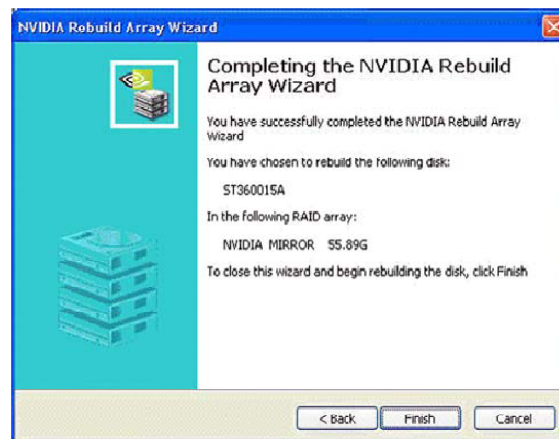 NVIDIA Rebuild Array Wizard
Completing the NVIDIA Rebuild
Array Wizard
You have successfully completed the NVIDIA Rebuild Array
Wizard
You have chosen to rebuild the following disk:
ST360015A
In the following RAID array:
NVIDIA MIRROR 55.89G
To close this wizard and begin rebuilding the disk, click Finish
< Back Finish Cancel